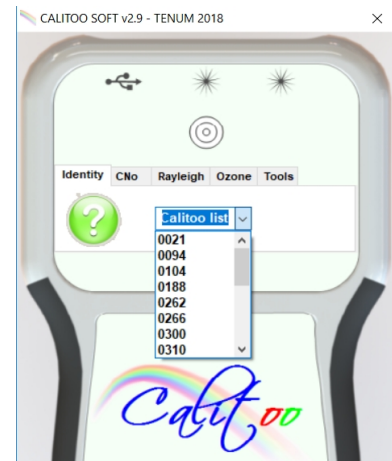 CALITOO SOFT v2.9 - TENUM 2018
Identity CNo Rayleigh Ozone Tools
?
Calitoo list
0021
0094
0104
0188
0262
0266
0300
0310
Calitoo